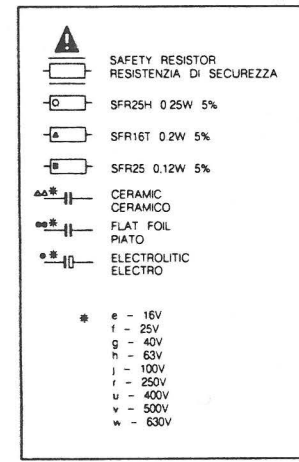 SAFETY RESISTOR
RESISTENZIA DI SECUREZZA
SFR25H 0.25W 5%
SFR16T 0.2W 5%
SFR25 0.12W 5%
CERAMIC
CERAMICO
FLAT FOIL
PIATO
ELECTROLITIC
ELECTRO
* e - 16V
f - 25V
g - 40V
h - 63V
j - 100V
r - 250V
u - 400V
v - 500V
w - 630V